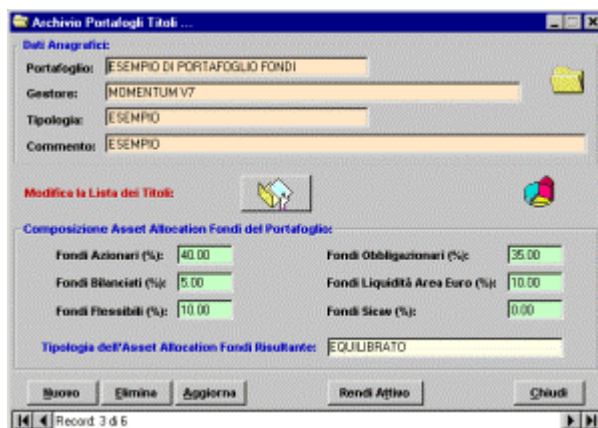 Archivio Portafogli Titoli ...
Dati Anagrafici:
Portafoglio: ESEMPIO DI PORTAFOGLIO FONDI
Gestore: MOMENTUM V7
Tipologia: ESEMPIO
Commento: ESEMPIO
Modifica la Lista dei Titoli:
Composizione Asset Allocation Fondi del Portafoglio:
Fondi Azionari (%): 40.00 Fondi Obbligazionari (%): 35.00
Fondi Bilanciati (%): 5.00 Fondi Liquidità Area Euro (%): 10.00
Fondi Flessibili (%): 10.00 Fondi Sicav (%): 0.00
Tipologia dell'Asset Allocation Fondi Risultante: EQUILIBRATO
Nuovo Elimina Aggiorna Rendi Attivo Chiudi
Record: 3 di 6